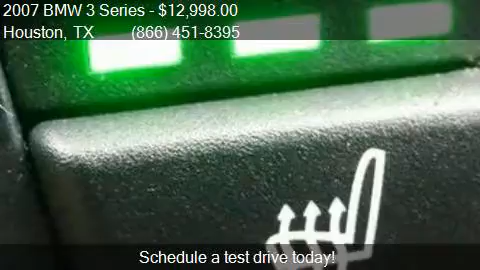 2007 BMW 3 Series - $12,998.00
Houston, TX (866) 451-8395
Schedule a test drive today!